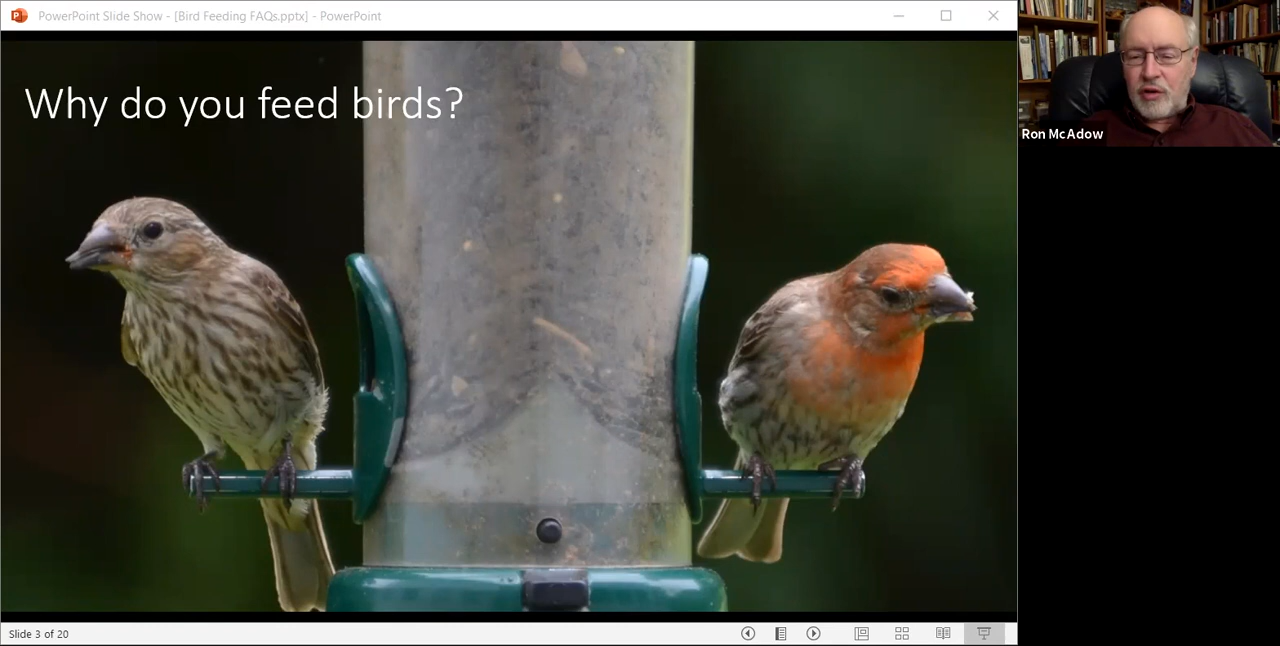 PowerPoint Slide Show - [Bird Feeding FAQs.pptx] - PowerPoint
Why do you feed birds?
Ron McAdow
Slide 3 of 20